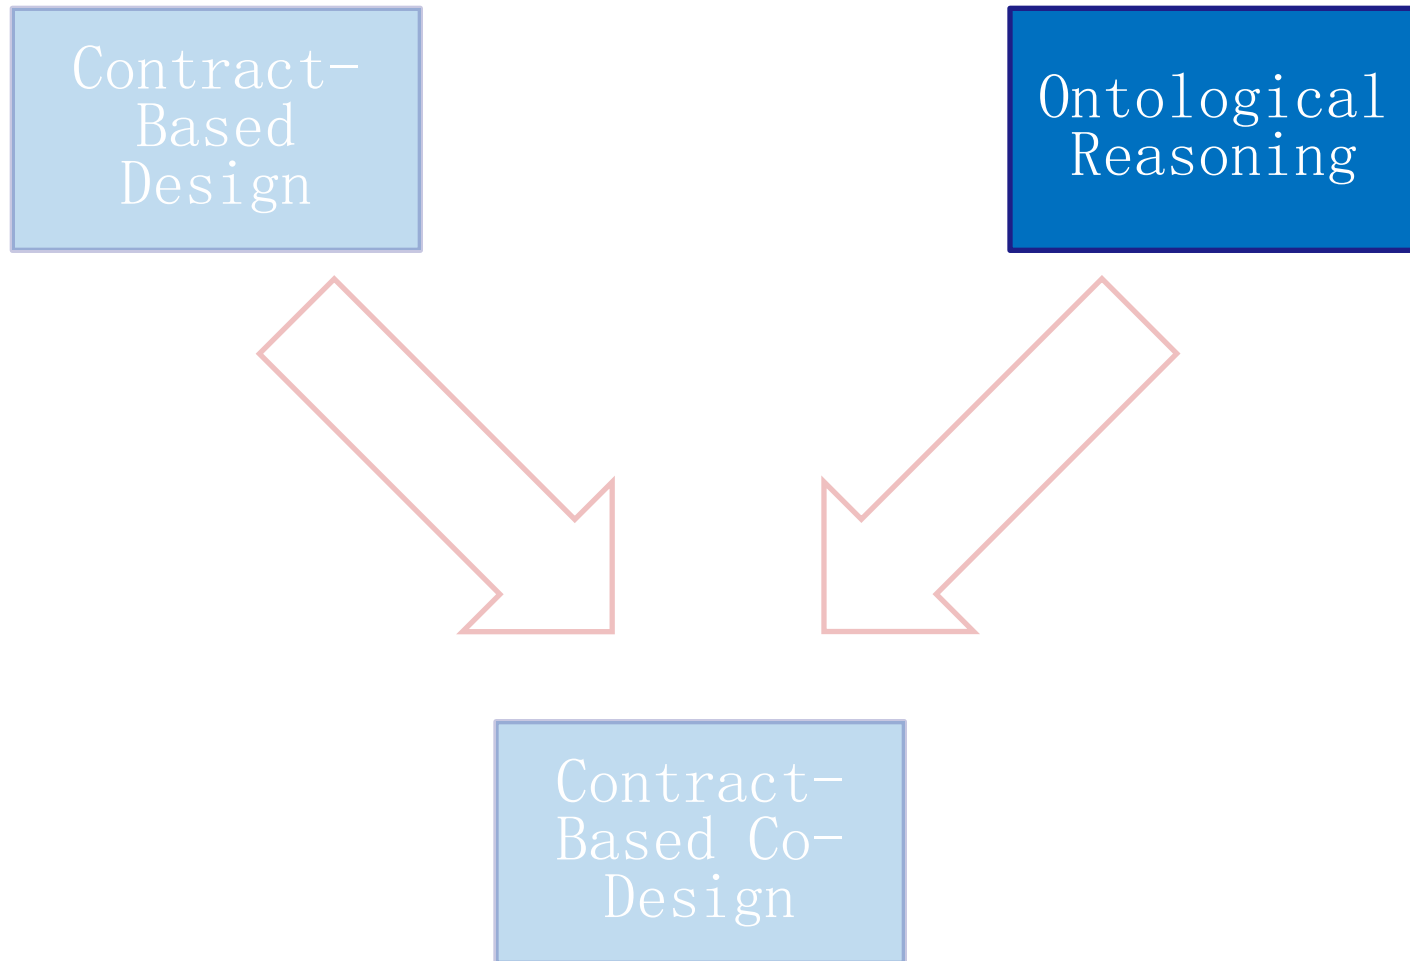 Contract-
Based
Design
Ontological
Reasoning
Contract-
Based Co-
Design